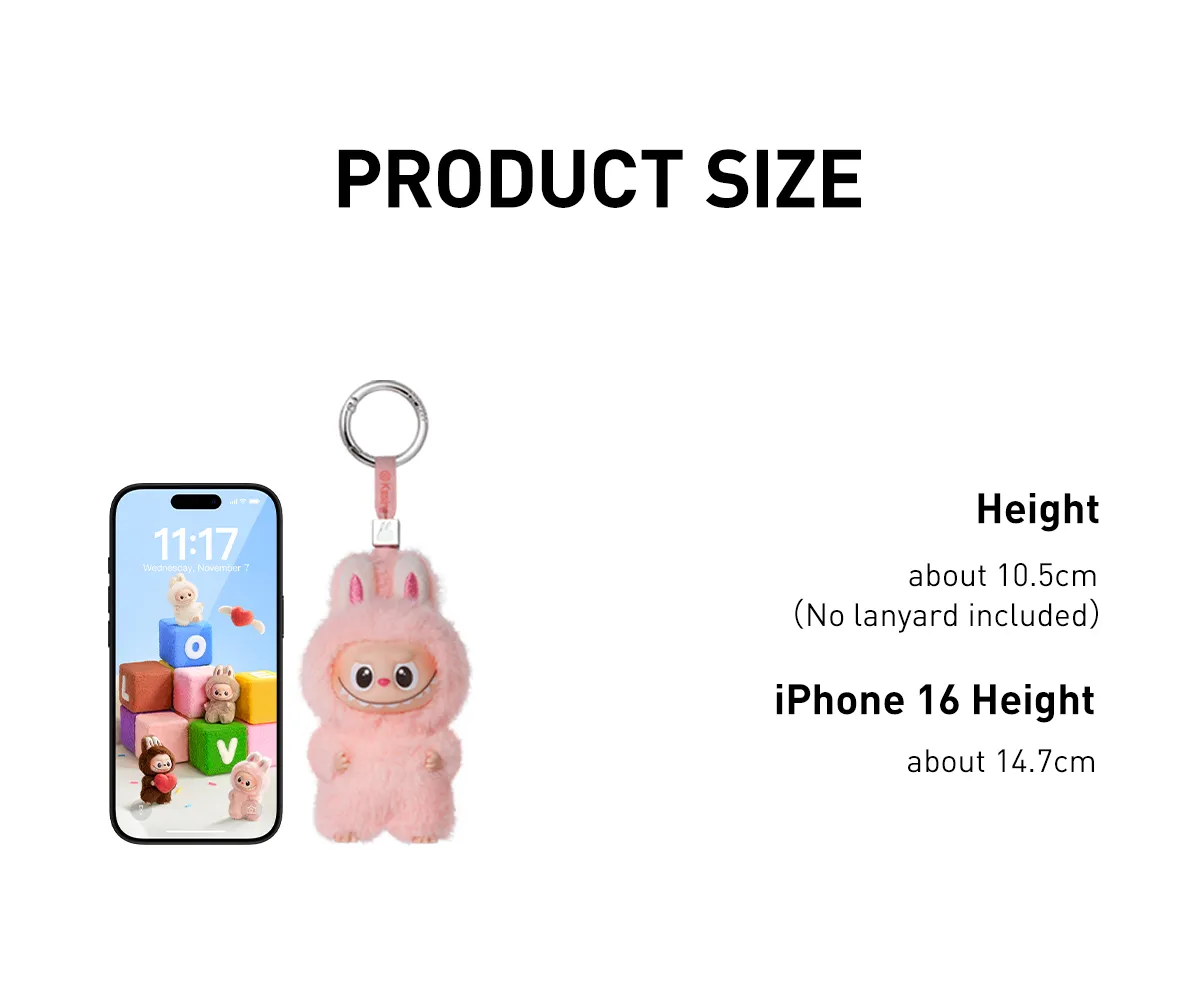 PRODUCT SIZE
11:17
Wednesday, November 7
O
L
V
Height
about 10.5cm
(No lanyard included)
iPhone 16 Height
about 14.7cm